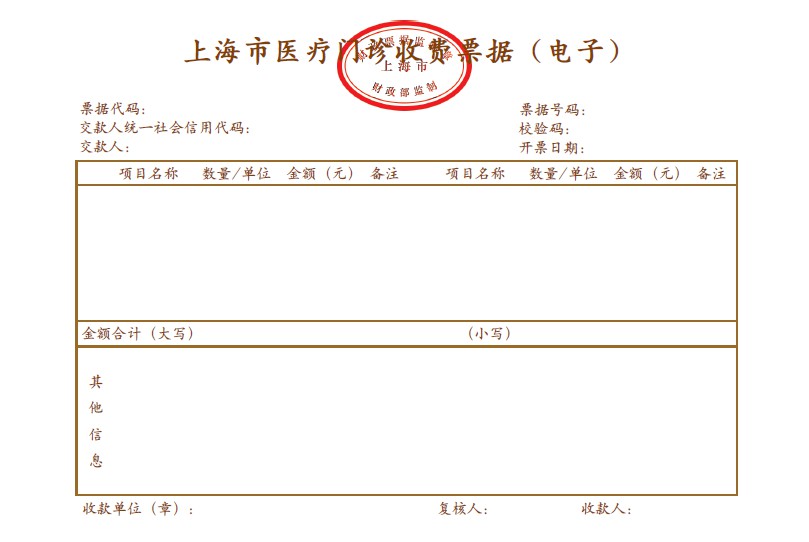 上海市医疗门诊收费票据（电子）
财政票据监制章
上海市
财政部监制
票据代码：
票据号码：
交款人统一社会信用代码：
校验码：
交款人：
开票日期：
项目名称 数量/单位 金额（元） 备注 项目名称 数量/单位 金额（元） 备注
金额合计（大写） （小写）
其
他
信
息
收款单位（章）： 复核人： 收款人：